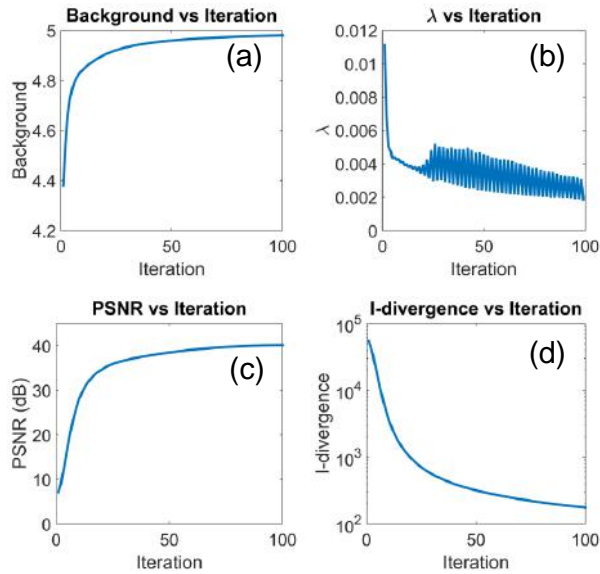 Background vs Iteration
5
4.8
4.6
4.4
4.2
Background
(a)
0
50
100
Iteration
λ vs Iteration
0.012
0.01
0.008
0.006
0.004
0.002
0
λ
(b)
0
50
100
Iteration
PSNR vs Iteration
40
30
20
10
0
PSNR (dB)
(c)
0
50
100
Iteration
I-divergence vs Iteration
10^5
10^4
10^3
10^2
I-divergence
(d)
0
50
100
Iteration